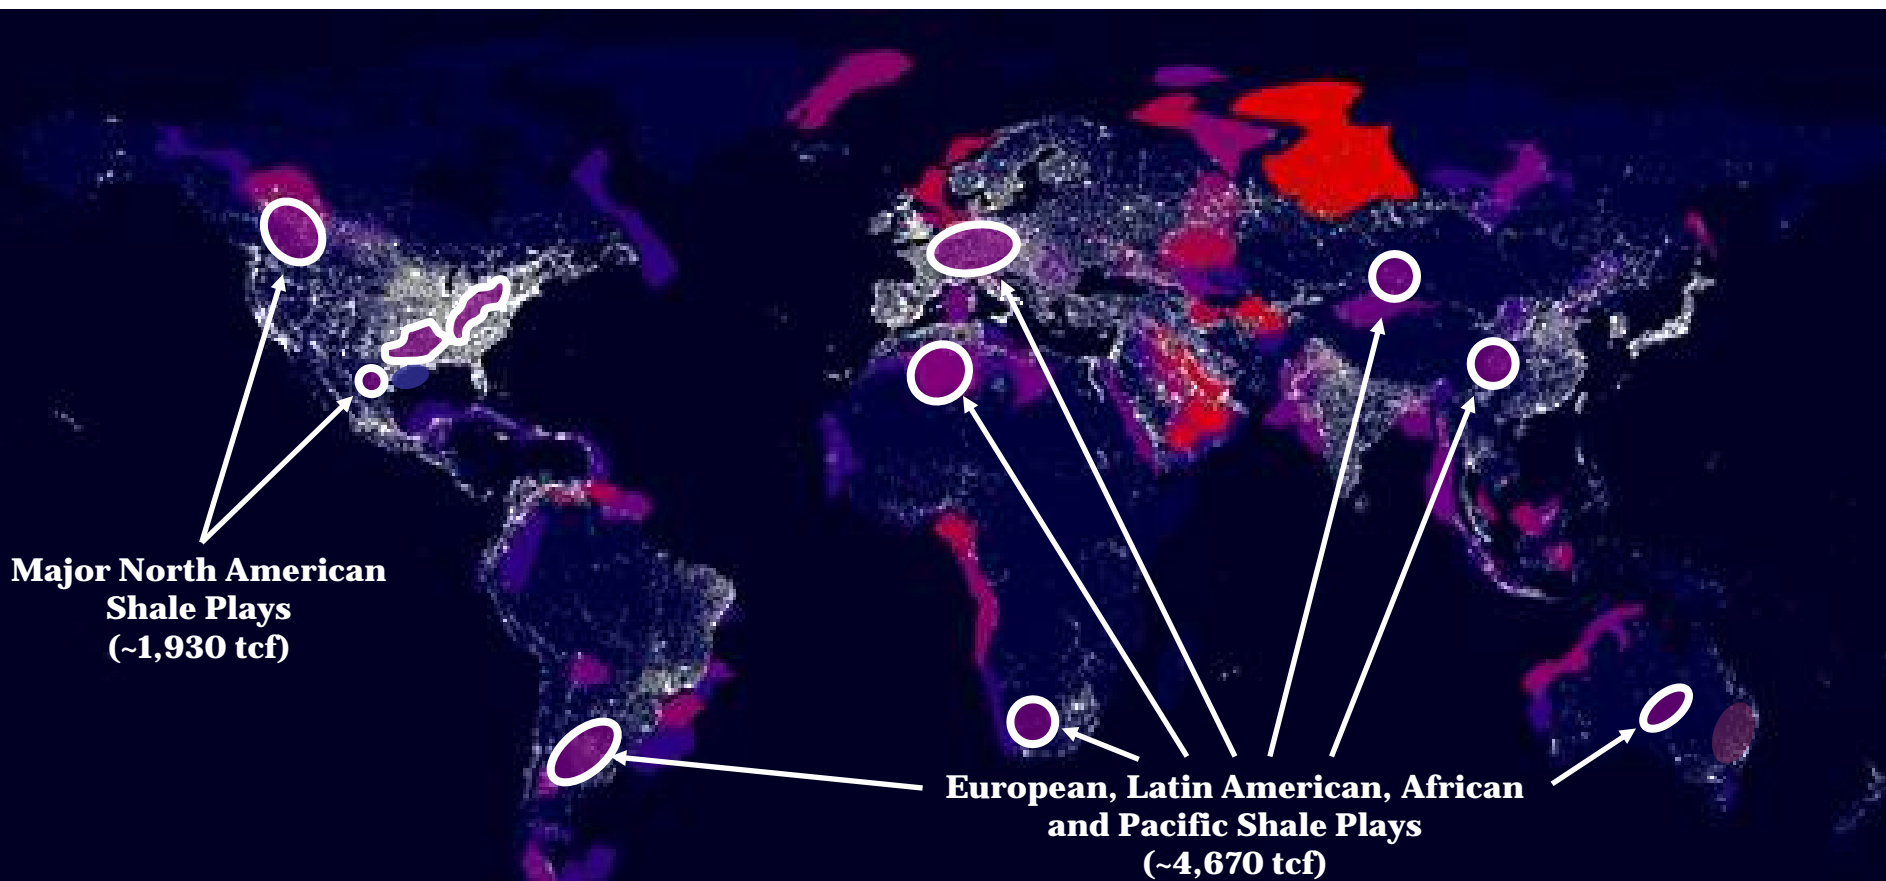 Major North American
Shale Plays
(~1,930 tcf)
European, Latin American, African
and Pacific Shale Plays
(~4,670 tcf)